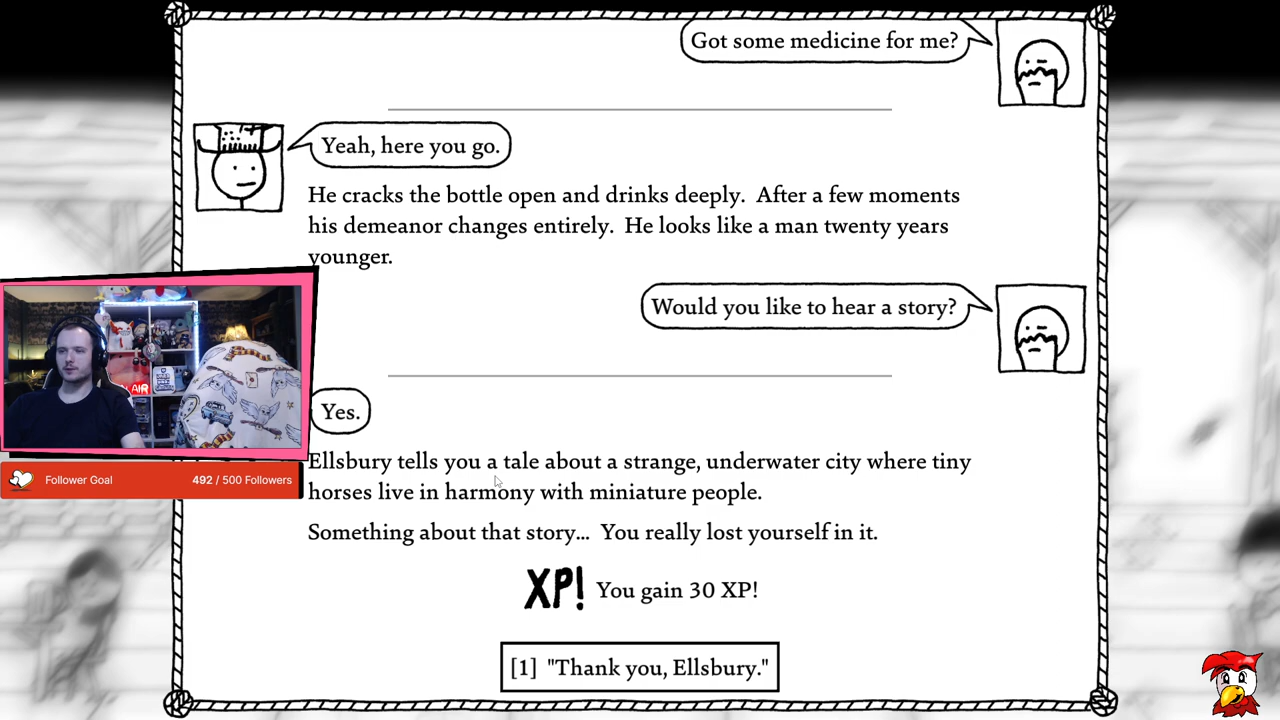 Got some medicine for me?
Yeah, here you go.
He cracks the bottle open and drinks deeply. After a few moments
his demeanor changes entirely. He looks like a man twenty years
younger.
Would you like to hear a story?
Yes.
Ellsbury tells you a tale about a strange, underwater city where tiny
horses live in harmony with miniature people.
Something about that story... You really lost yourself in it.
XP! You gain 30 XP!
[1] "Thank you, Ellsbury."
Follower Goal 492 / 500 Followers